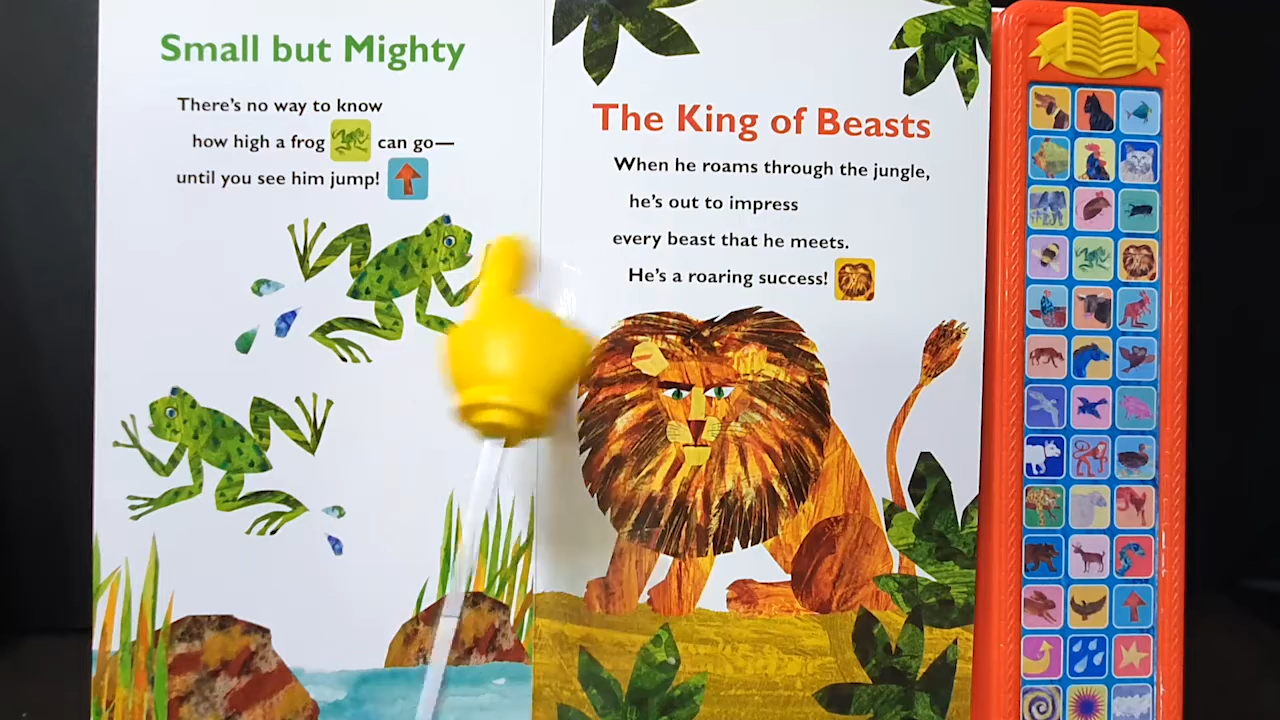 Small but Mighty
There's no way to know
how high a frog can go—
until you see him jump!
The King of Beasts
When he roams through the jungle,
he's out to impress
every beast that he meets.
He's a roaring success!